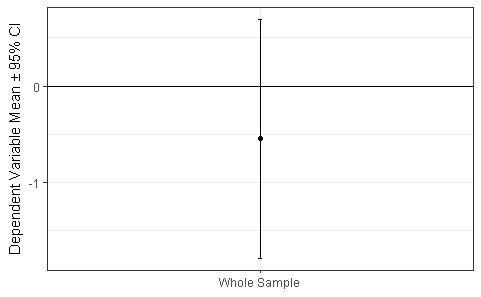 Dependent Variable Mean ± 95% CI
0
-1
Whole Sample